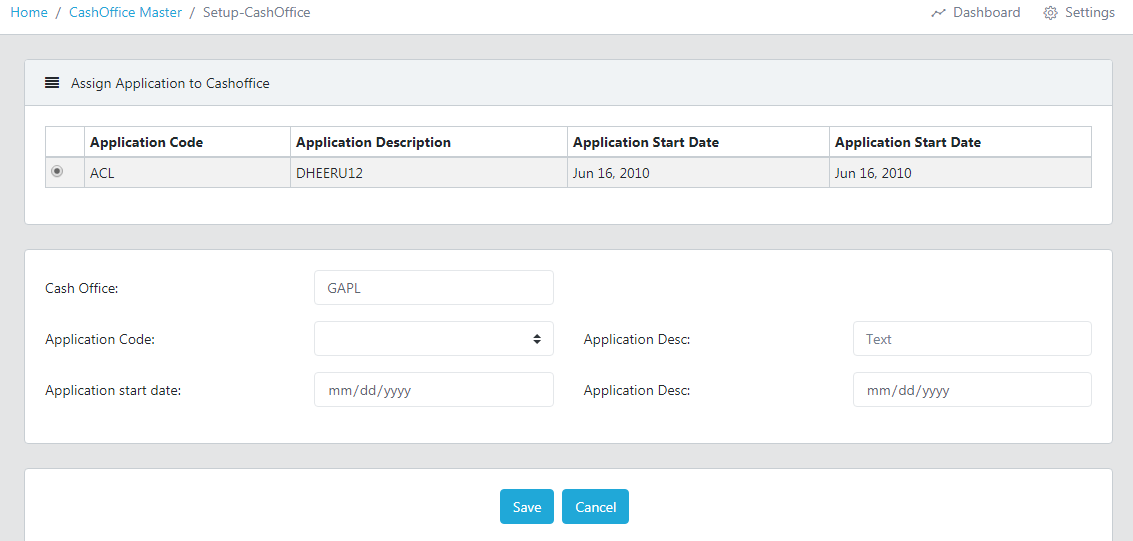 Home / CashOffice Master / Setup-CashOffice Dashboard Settings
Assign Application to Cashoffice
Application Code Application Description Application Start Date Application Start Date
ACL DHEERU12 Jun 16, 2010 Jun 16, 2010
Cash Office: GAPL
Application Code: Application Desc: Text
Application start date: mm/dd/yyyy Application Desc: mm/dd/yyyy
Save Cancel